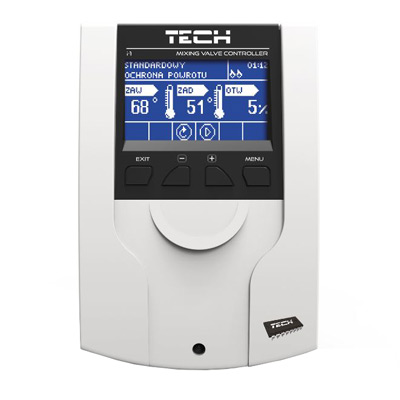 TECH
i-1 MIXING VALVE CONTROLLER
STANDARDOWY
OCHRONA POWROTU
ZAW ZAD OTW
68° 51° 5%
EXIT − + MENU
TECH